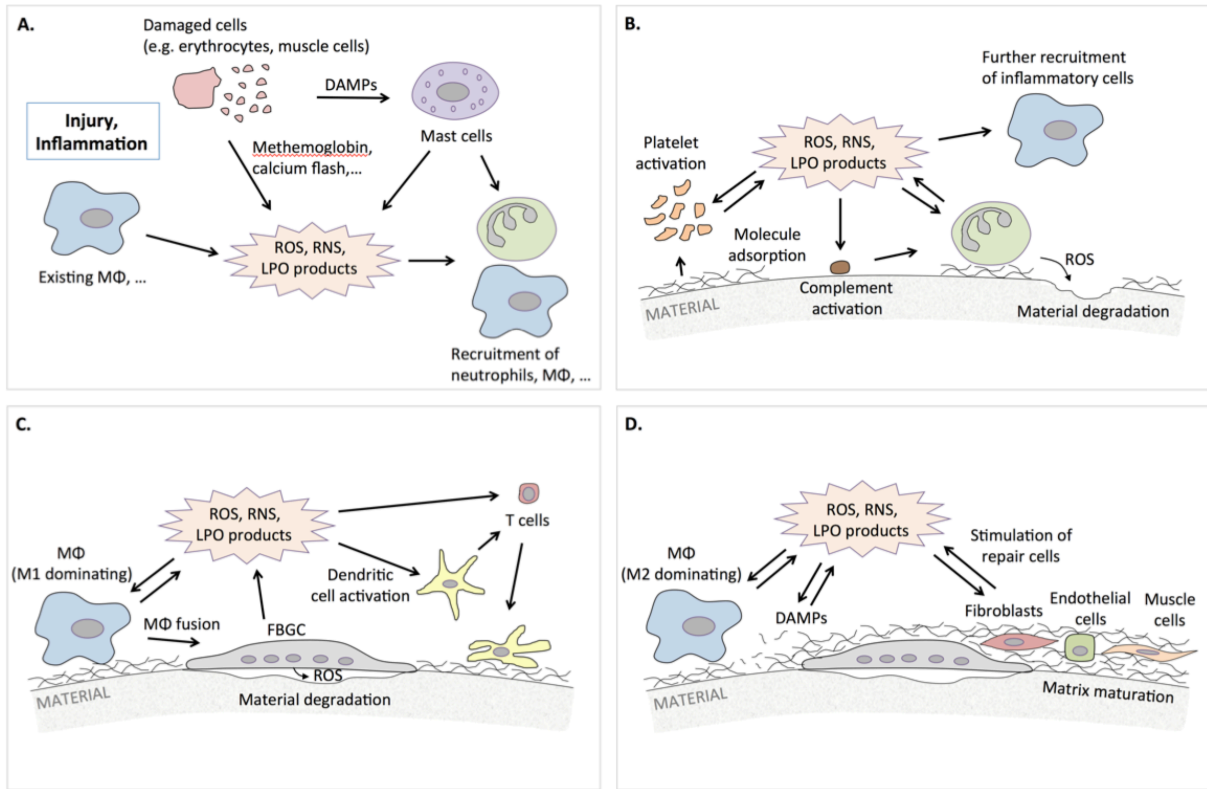 A.
Damaged cells
(e.g. erythrocytes, muscle cells)
DAMPs
Injury,
Inflammation
Mast cells
Methemoglobin,
calcium flash,...
ROS, RNS,
LPO products
Existing MΦ, ...
Recruitment of
neutrophils, MΦ, ...
B.
Further recruitment
of inflammatory cells
Platelet
activation
ROS, RNS,
LPO products
Molecule
adsorption
ROS
Complement
activation
Material degradation
MATERIAL
C.
ROS, RNS,
LPO products
T cells
MΦ
(M1 dominating)
Dendritic
cell activation
MΦ fusion
FBGC
ROS
Material degradation
MATERIAL
D.
ROS, RNS,
LPO products
Stimulation of
repair cells
MΦ
(M2 dominating)
DAMPs
Fibroblasts
Endothelial
cells
Muscle
cells
Matrix maturation
MATERIAL